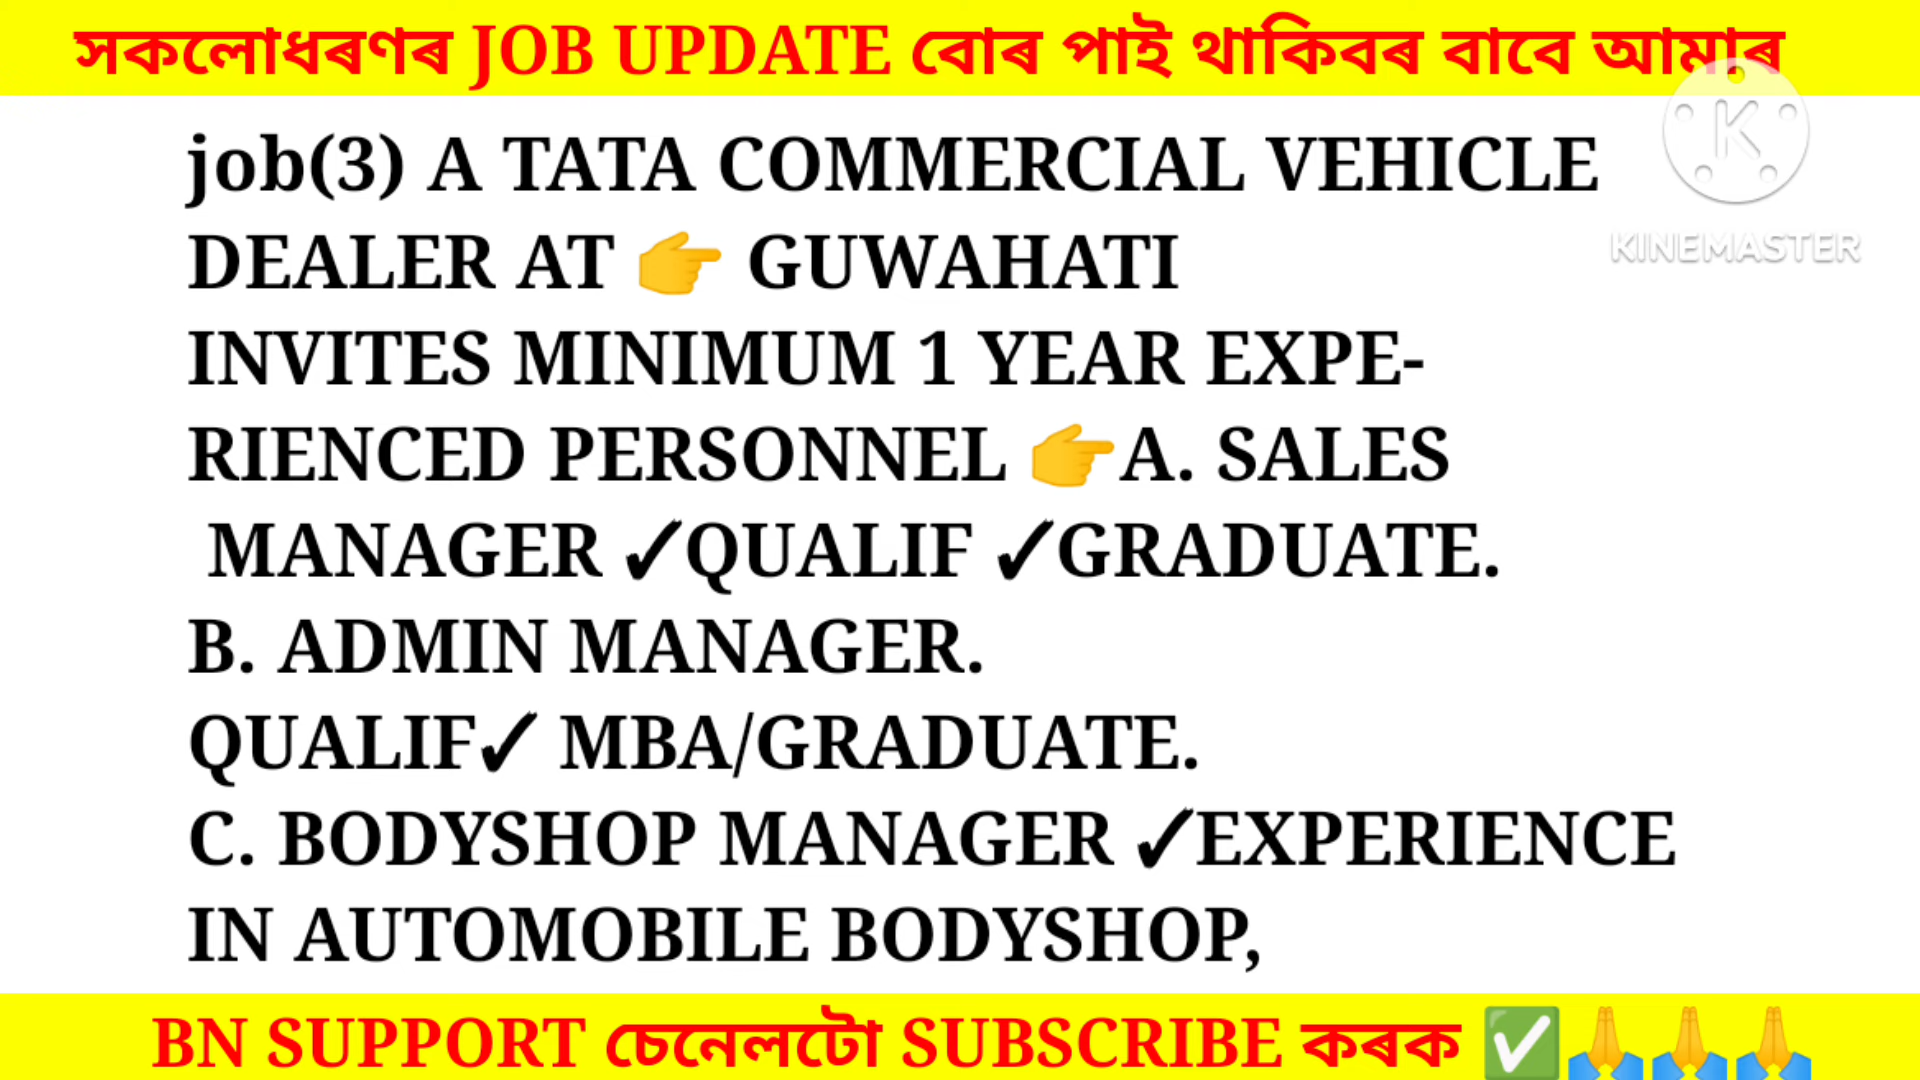 সকলোধৰণৰ JOB UPDATE বোৰ পাই থাকিবৰ বাবে আমাৰ
job(3) A TATA COMMERCIAL VEHICLE
DEALER AT 👉 GUWAHATI
INVITES MINIMUM 1 YEAR EXPE-
RIENCED PERSONNEL 👉A. SALES
MANAGER ✓QUALIF ✓GRADUATE.
B. ADMIN MANAGER.
QUALIF✓ MBA/GRADUATE.
C. BODYSHOP MANAGER ✓EXPERIENCE
IN AUTOMOBILE BODYSHOP,
K
KINEMASTER
BN SUPPORT চেনেলটো SUBSCRIBE কৰক ✅🙏🙏🙏